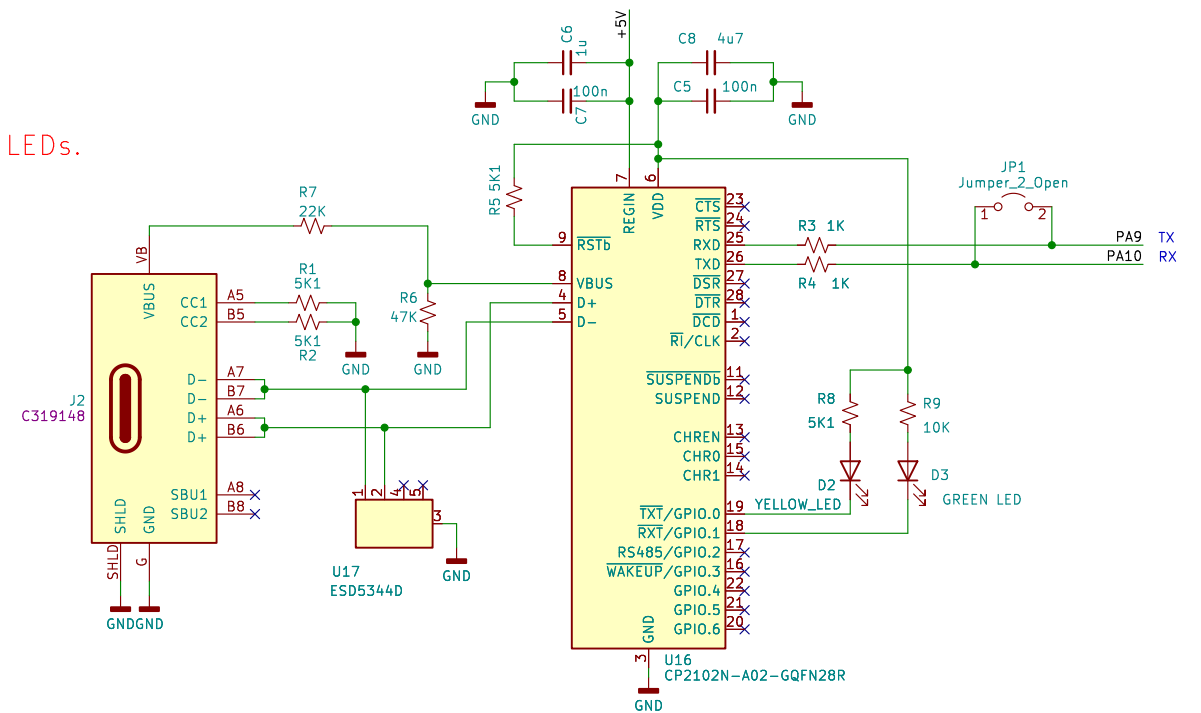 +5V
C6
1u
C8 4u7
100n
C7
C5 100n
GND
GND
LEDs.
R5 5K1
JP1
Jumper_2_Open
1 2
R7
22K
VB
VBUS
R1
5K1
CC1 A5
CC2 B5
5K1
R2
R6
47K
GND
GND
D- A7
D- B7
D+ A6
D+ B6
J2
C319148
SBU1 A8
SBU2 B8
SHLD
GND
SHLD
G
GND
GND
1
2
4
5
3
U17
ESD5344D
GND
7
6
REGIN
VDD
9 RSTb
8 VBUS
4 D+
5 D-
CTS 23
RTS 24
RXD 25
TXD 26
DSR 27
DTR 28
DCD 1
RI/CLK 2
SUSPENDb 11
SUSPEND 12
CHREN 13
CHR0 15
CHR1 14
TXT/GPIO.0 19
RXT/GPIO.1 18
RS485/GPIO.2 17
WAKEUP/GPIO.3 16
GPIO.4 22
GPIO.5 21
GPIO.6 20
GND
3
U16
CP2102N-A02-GQFN28R
GND
R3 1K
R4 1K
PA9 TX
PA10 RX
R8
5K1
R9
10K
D2
D3
GREEN LED
YELLOW_LED